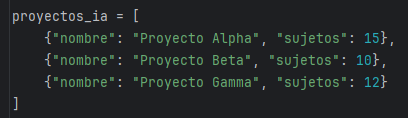 proyectos_ia = [
    {"nombre": "Proyecto Alpha", "sujetos": 15},
    {"nombre": "Proyecto Beta", "sujetos": 10},
    {"nombre": "Proyecto Gamma", "sujetos": 12}
]